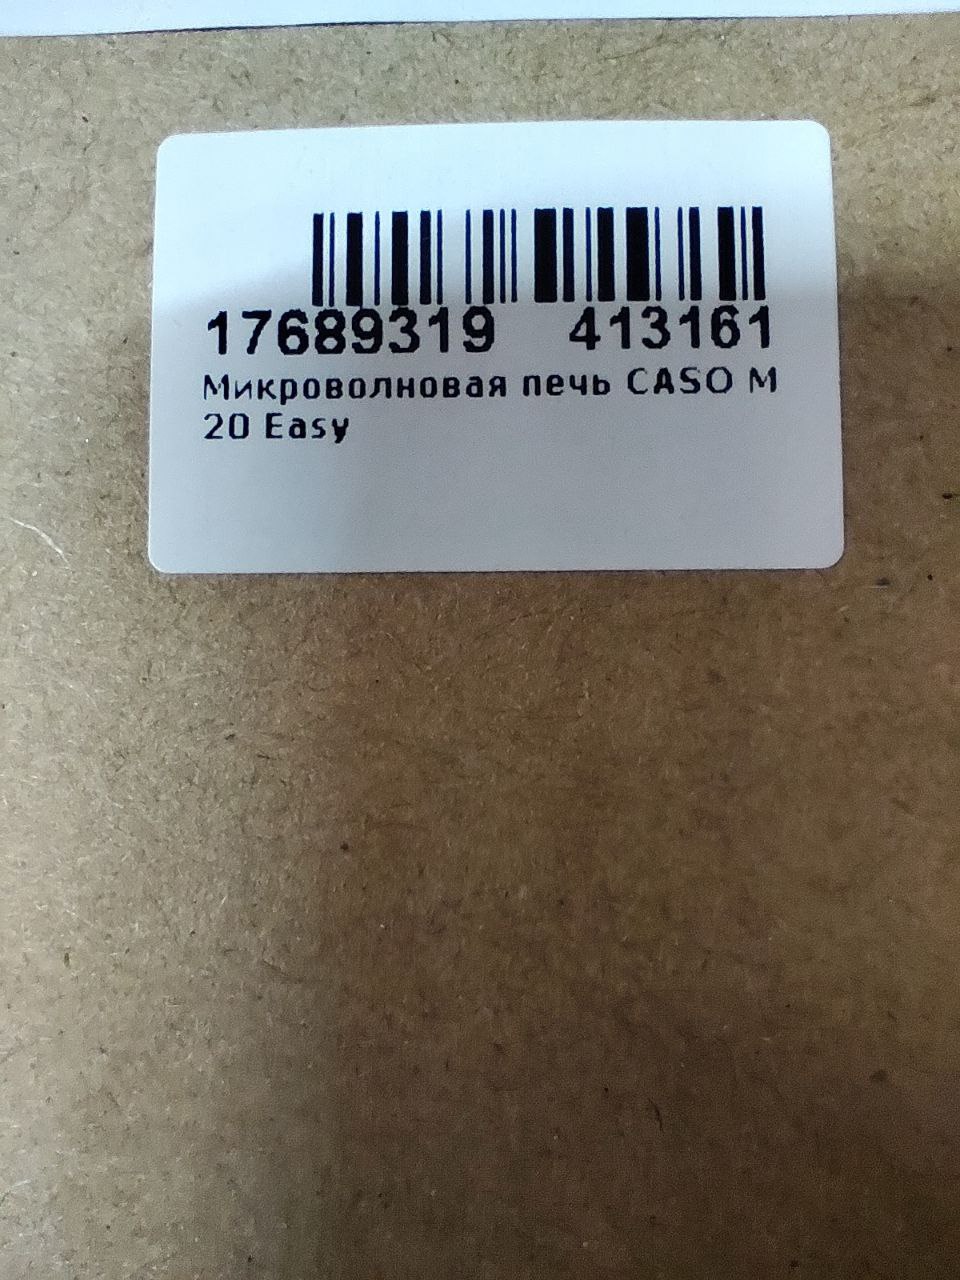 17689319 413161
Микроволновая печь CASO M
20 Easy